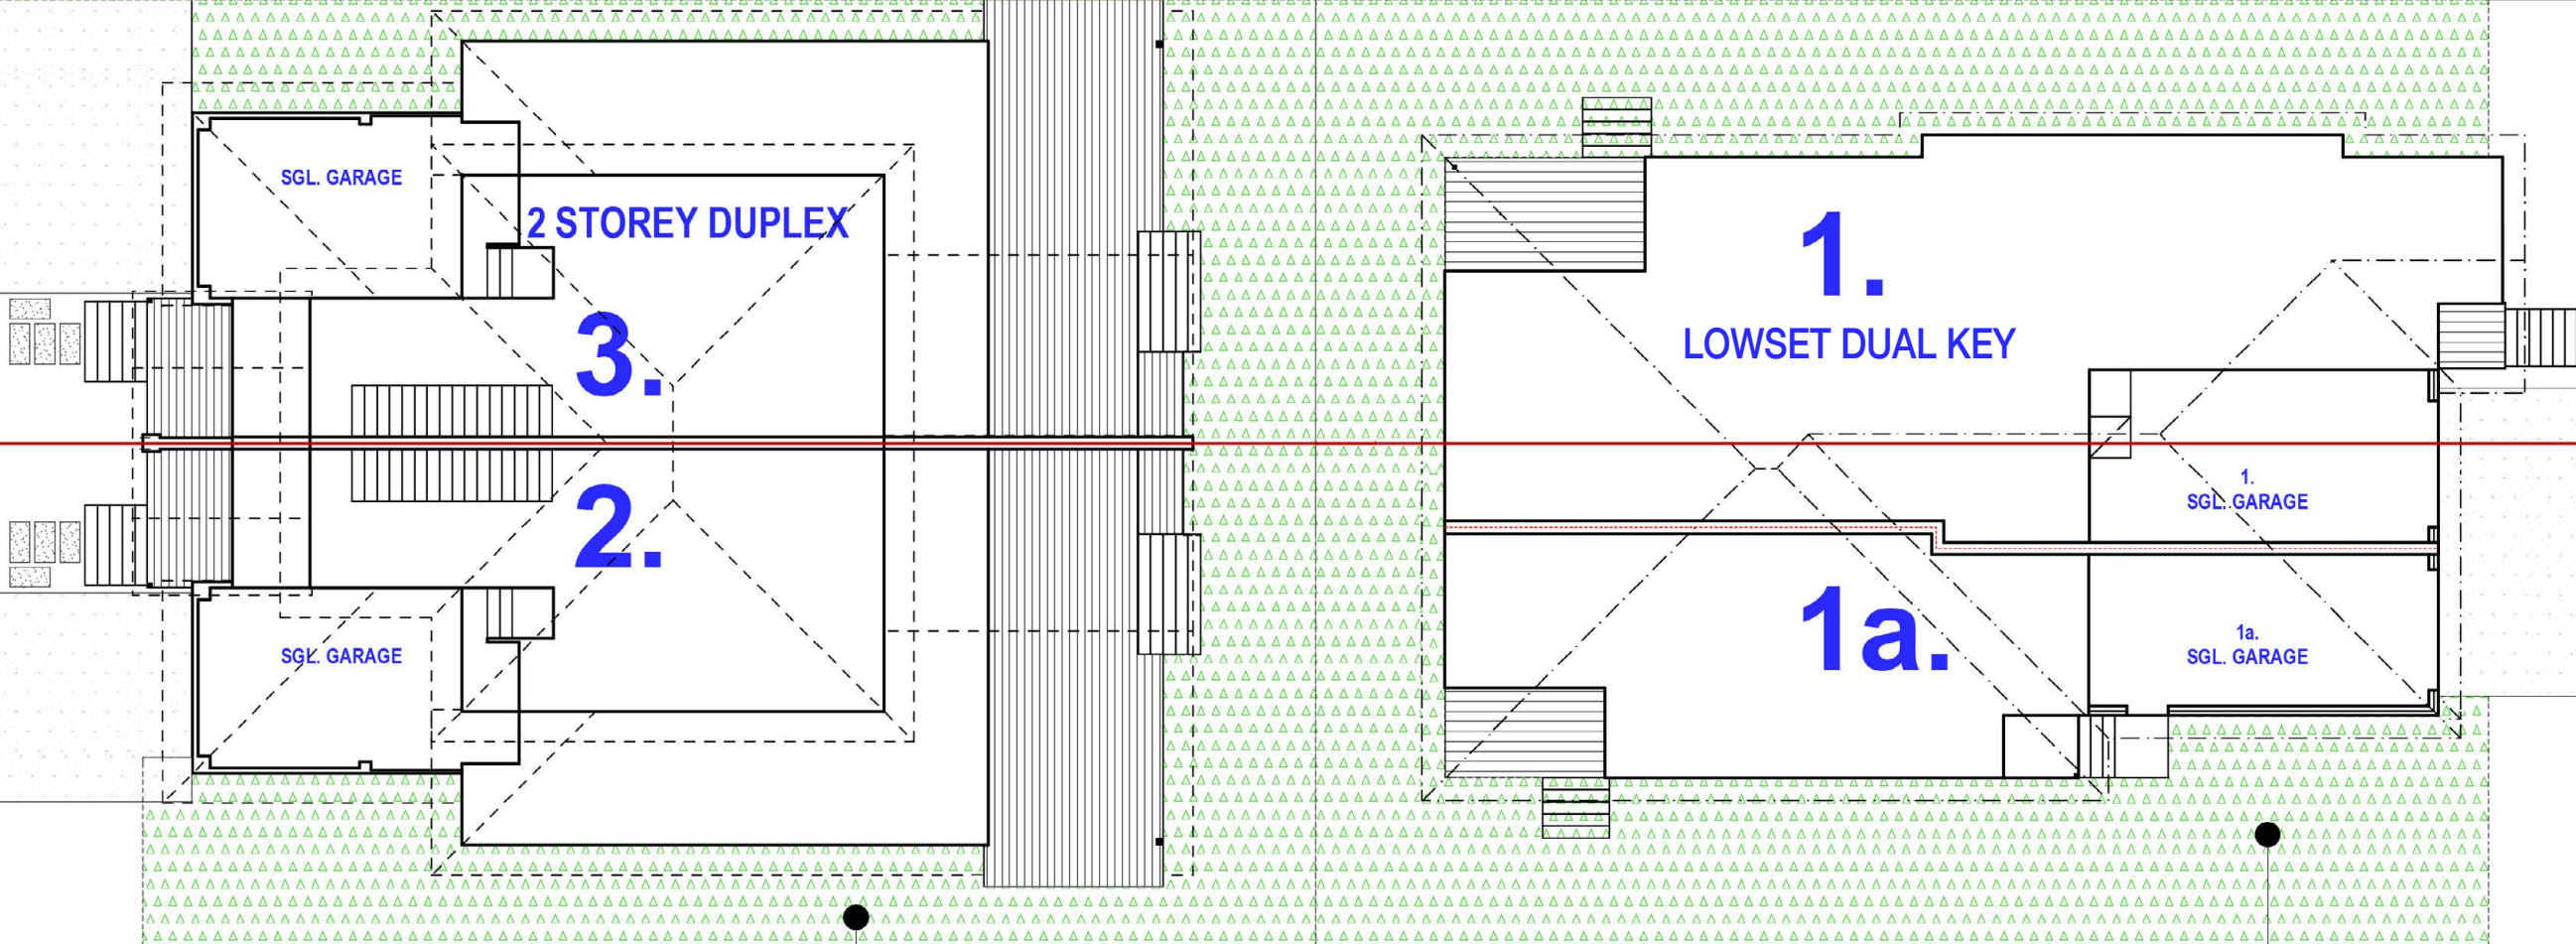 SGL. GARAGE
2 STOREY DUPLEX
3.
2.
SGL. GARAGE
1.
LOWSET DUAL KEY
1.
SGL. GARAGE
1a.
1a.
SGL. GARAGE